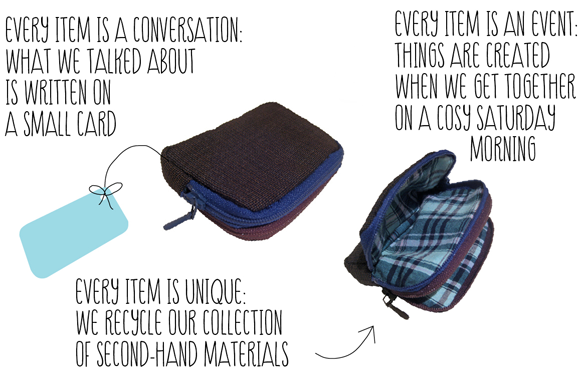 EVERY ITEM IS A CONVERSATION:
WHAT WE TALKED ABOUT
IS WRITTEN ON
A SMALL CARD
EVERY ITEM IS AN EVENT:
THINGS ARE CREATED
WHEN WE GET TOGETHER
ON A COSY SATURDAY
MORNING
EVERY ITEM IS UNIQUE:
WE RECYCLE OUR COLLECTION
OF SECOND-HAND MATERIALS